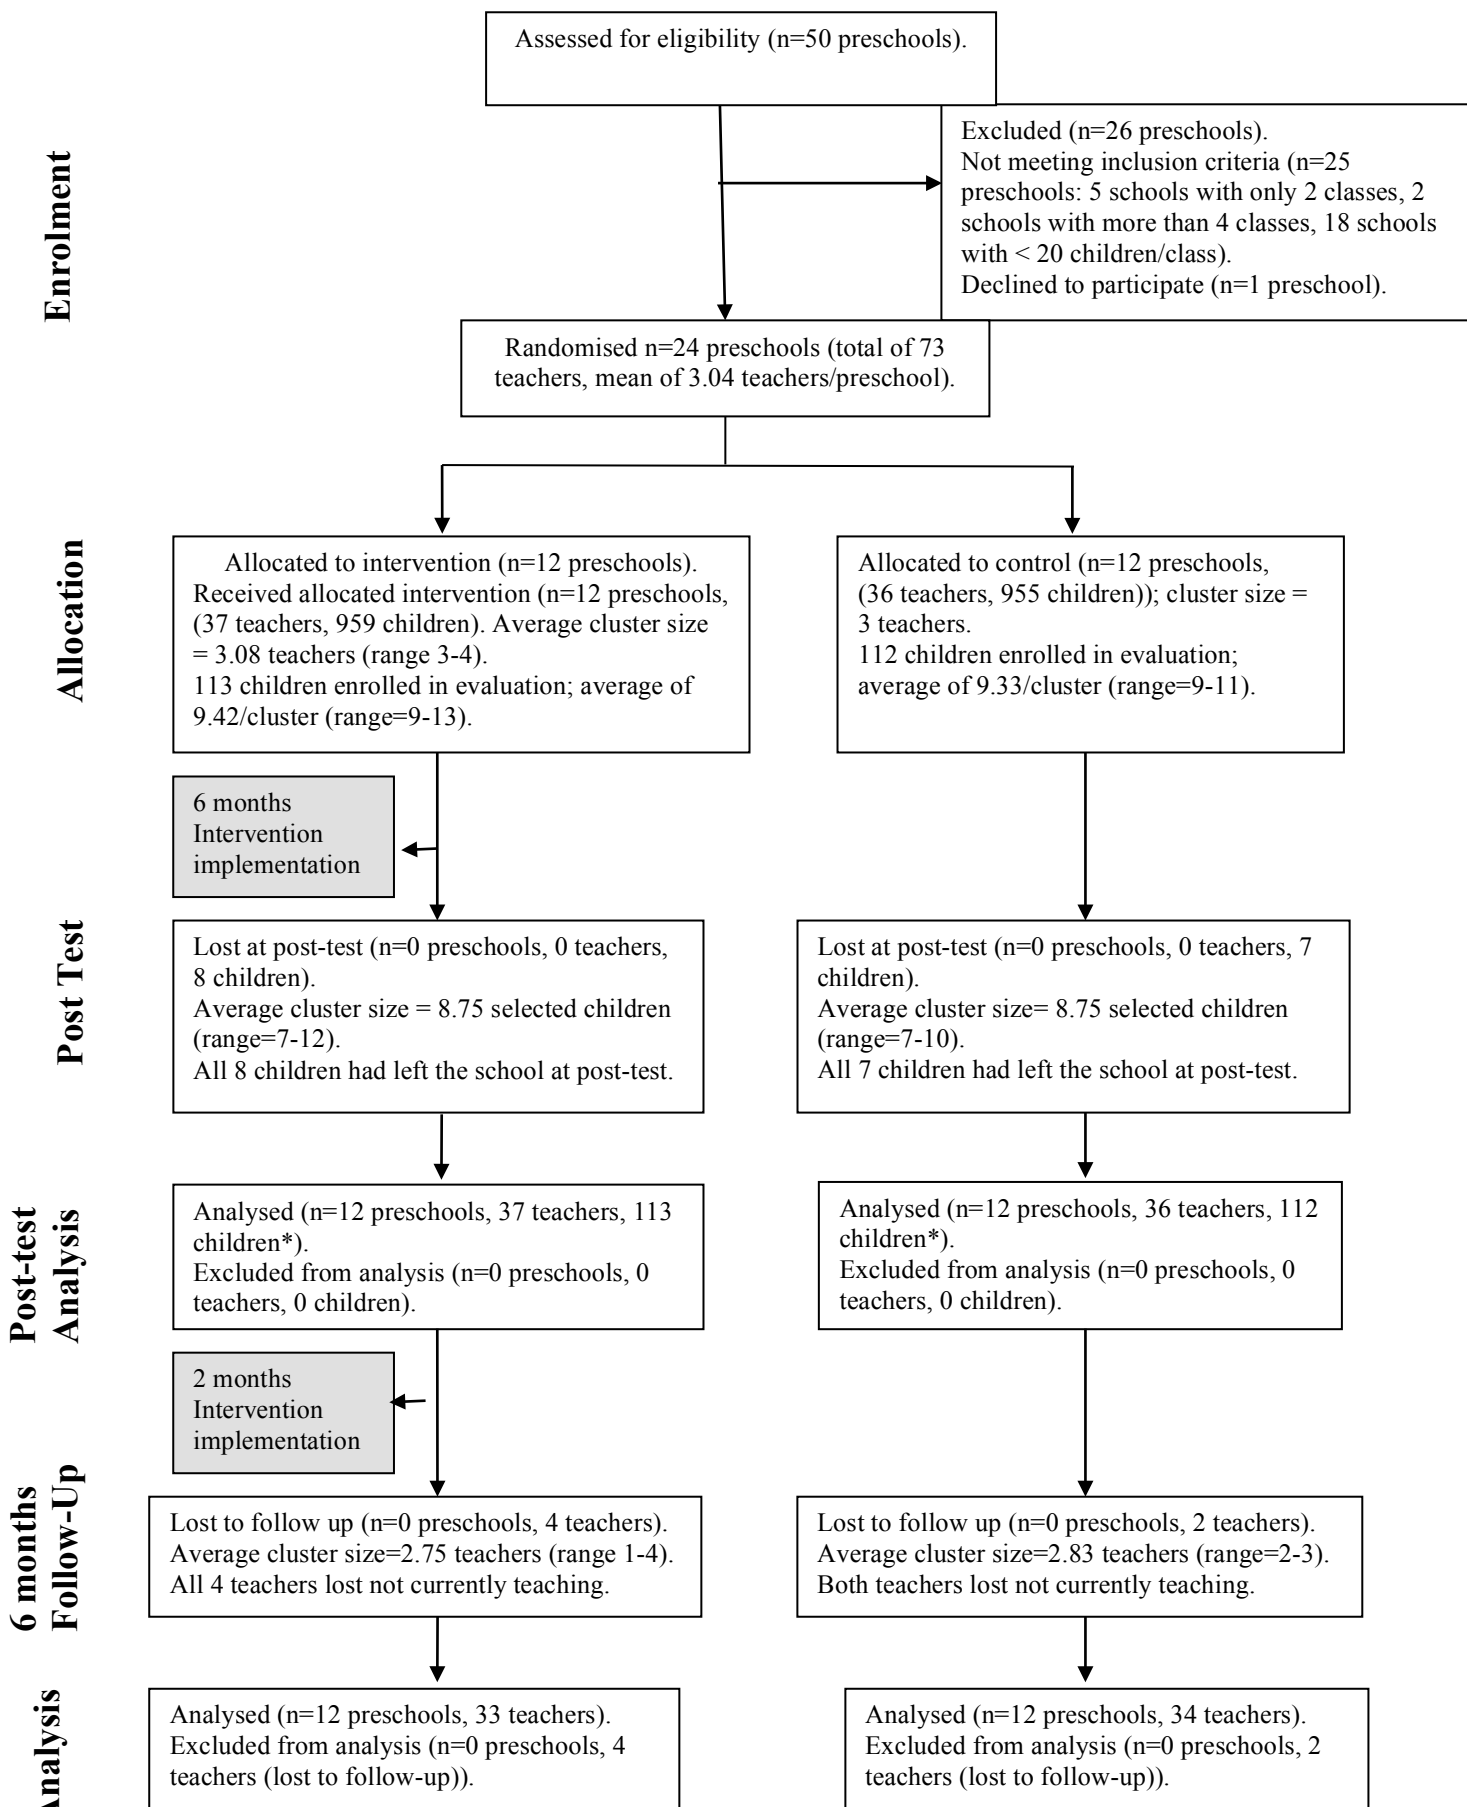 Assessed for eligibility (n=50 preschools).
Enrolment
Excluded (n=26 preschools).
Not meeting inclusion criteria (n=25
preschools: 5 schools with only 2 classes, 2
schools with more than 4 classes, 18 schools
with < 20 children/class).
Declined to participate (n=1 preschool).
Randomised n=24 preschools (total of 73
teachers, mean of 3.04 teachers/preschool).
Allocation
Allocated to intervention (n=12 preschools).
Received allocated intervention (n=12 preschools,
(37 teachers, 959 children). Average cluster size
= 3.08 teachers (range 3-4).
113 children enrolled in evaluation; average of
9.42/cluster (range=9-13).
Allocated to control (n=12 preschools,
(36 teachers, 955 children)); cluster size =
3 teachers.
112 children enrolled in evaluation;
average of 9.33/cluster (range=9-11).
6 months
Intervention
implementation
Post Test
Lost at post-test (n=0 preschools, 0 teachers,
8 children).
Average cluster size = 8.75 selected children
(range=7-12).
All 8 children had left the school at post-test.
Lost at post-test (n=0 preschools, 0 teachers, 7
children).
Average cluster size= 8.75 selected children
(range=7-10).
All 7 children had left the school at post-test.
Post-test
Analysis
Analysed (n=12 preschools, 37 teachers, 113
children*).
Excluded from analysis (n=0 preschools, 0
teachers, 0 children).
Analysed (n=12 preschools, 36 teachers, 112
children*).
Excluded from analysis (n=0 preschools, 0
teachers, 0 children).
2 months
Intervention
implementation
6 months
Follow-Up
Lost to follow up (n=0 preschools, 4 teachers).
Average cluster size=2.75 teachers (range 1-4).
All 4 teachers lost not currently teaching.
Lost to follow up (n=0 preschools, 2 teachers).
Average cluster size=2.83 teachers (range=2-3).
Both teachers lost not currently teaching.
Analysis
Analysed (n=12 preschools, 33 teachers).
Excluded from analysis (n=0 preschools, 4
teachers (lost to follow-up)).
Analysed (n=12 preschools, 34 teachers).
Excluded from analysis (n=0 preschools, 2
teachers (lost to follow-up)).